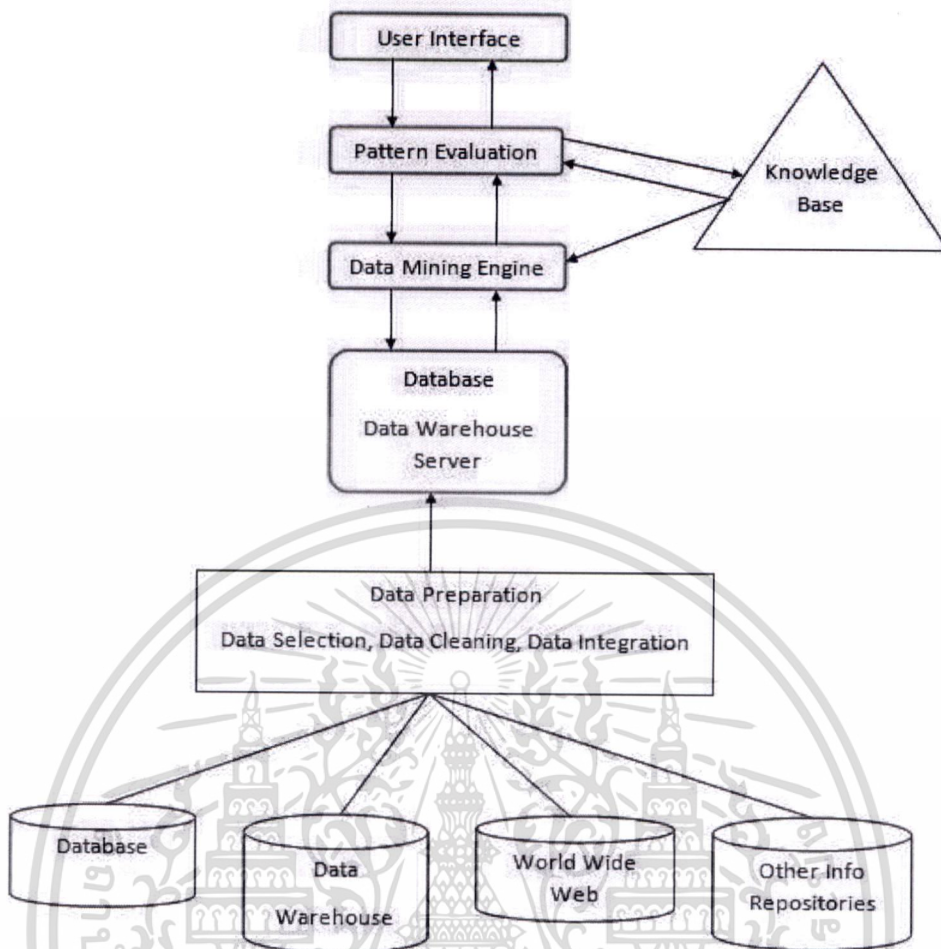 User Interface
Pattern Evaluation
Knowledge
Base
Data Mining Engine
Database
Data Warehouse
Server
Data Preparation
Data Selection, Data Cleaning, Data Integration
Database
Data
Warehouse
World Wide
Web
Other Info
Repositories